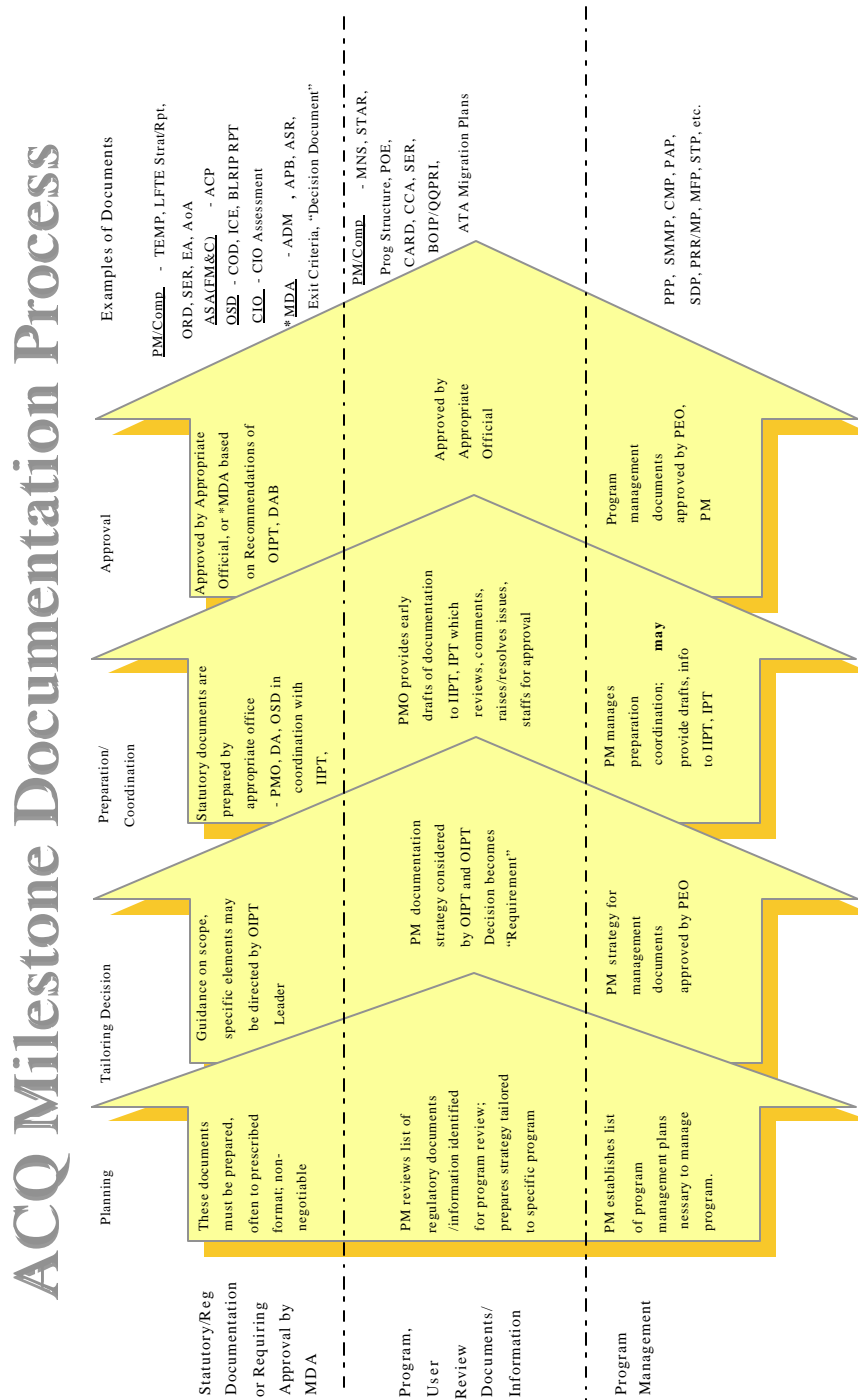 ACQ Milestone Documentation Process
Planning
Tailoring Decision
Preparation/
Coordination
Approval
Examples of Documents
Statutory/Reg
Documentation
or Requiring
Approval by
MDA
These documents
must be prepared,
often to prescribed
format; non-
negotiable
Guidance on scope,
specific elements may
be directed by OIPT
Leader
Statutory documents are
prepared by
appropriate office
- PMO, DA, OSD in
coordination with
IIPT,
Approved by Appropriate
Official, or *MDA based
on Recommendations of
OIPT, DAB
PM/Comp - TEMP, LFTE Strat/Rpt,
ORD, SER, EA, AoA
ASA(FM&C) - ACP
OSD - COD, ICE, BLRIP RPT
CIO - CIO Assessment
*MDA - ADM , APB, ASR,
Exit Criteria, “Decision Document”
Program,
User
Review
Documents/
Information
PM reviews list of
regulatory documents
/information identified
for program review;
prepares strategy tailored
to specific program
PM documentation
strategy considered
by OIPT and OIPT
Decision becomes
“Requirement”
PMO provides early
drafts of documentation
to IIPT, IPT which
reviews, comments,
raises/resolves issues,
staffs for approval
Approved by
Appropriate
Official
PM/Comp - MNS, STAR,
Prog Structure, POE,
CARD, CCA, SER,
BOIP/QQPRI,
ATA Migration Plans
Program
Management
PM establishes list
of program
management plans
nessary to manage
program.
PM strategy for
management
documents
approved by PEO
PM manages
preparation
coordination; may
provide drafts, info
to IIPT, IPT
Program
management
documents
approved by PEO,
PM
PPP, SMMP, CMP, PAP,
SDP, PRR/MP, MFP, STP, etc.